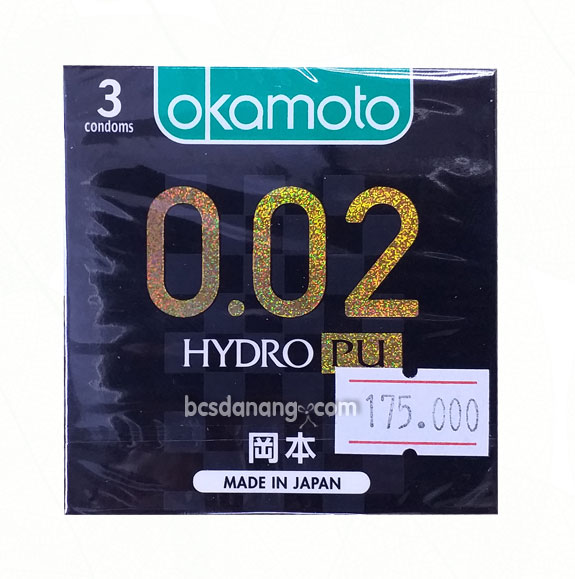 3
condoms
okamoto
0.02
HYDRO PU
bcsdanang.com
175.000
岡本
MADE IN JAPAN